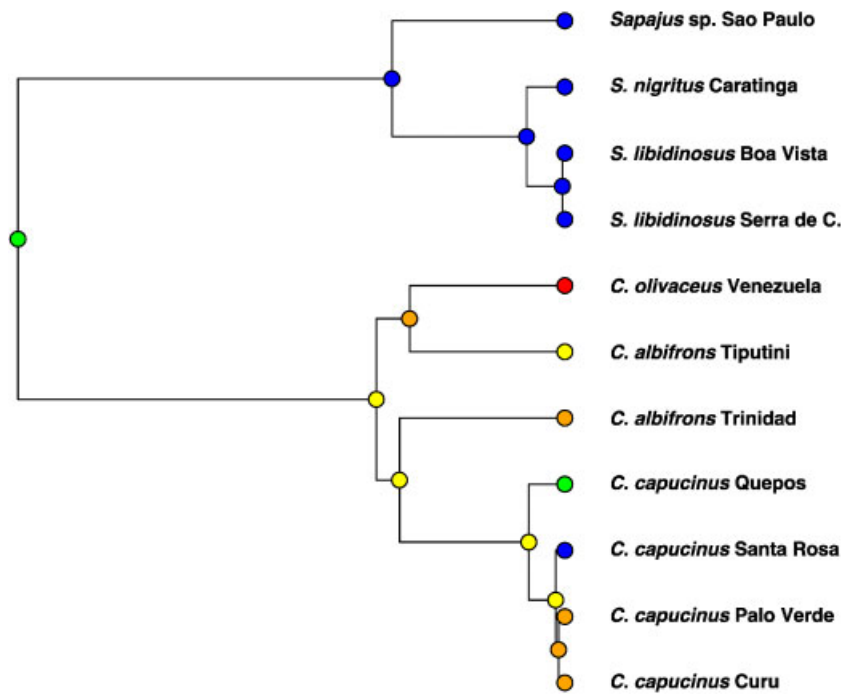 Sapajus sp. Sao Paulo
S. nigritus Caratinga
S. libidinosus Boa Vista
S. libidinosus Serra de C.
C. olivaceus Venezuela
C. albifrons Tiputini
C. albifrons Trinidad
C. capucinus Quepos
C. capucinus Santa Rosa
C. capucinus Palo Verde
C. capucinus Curu